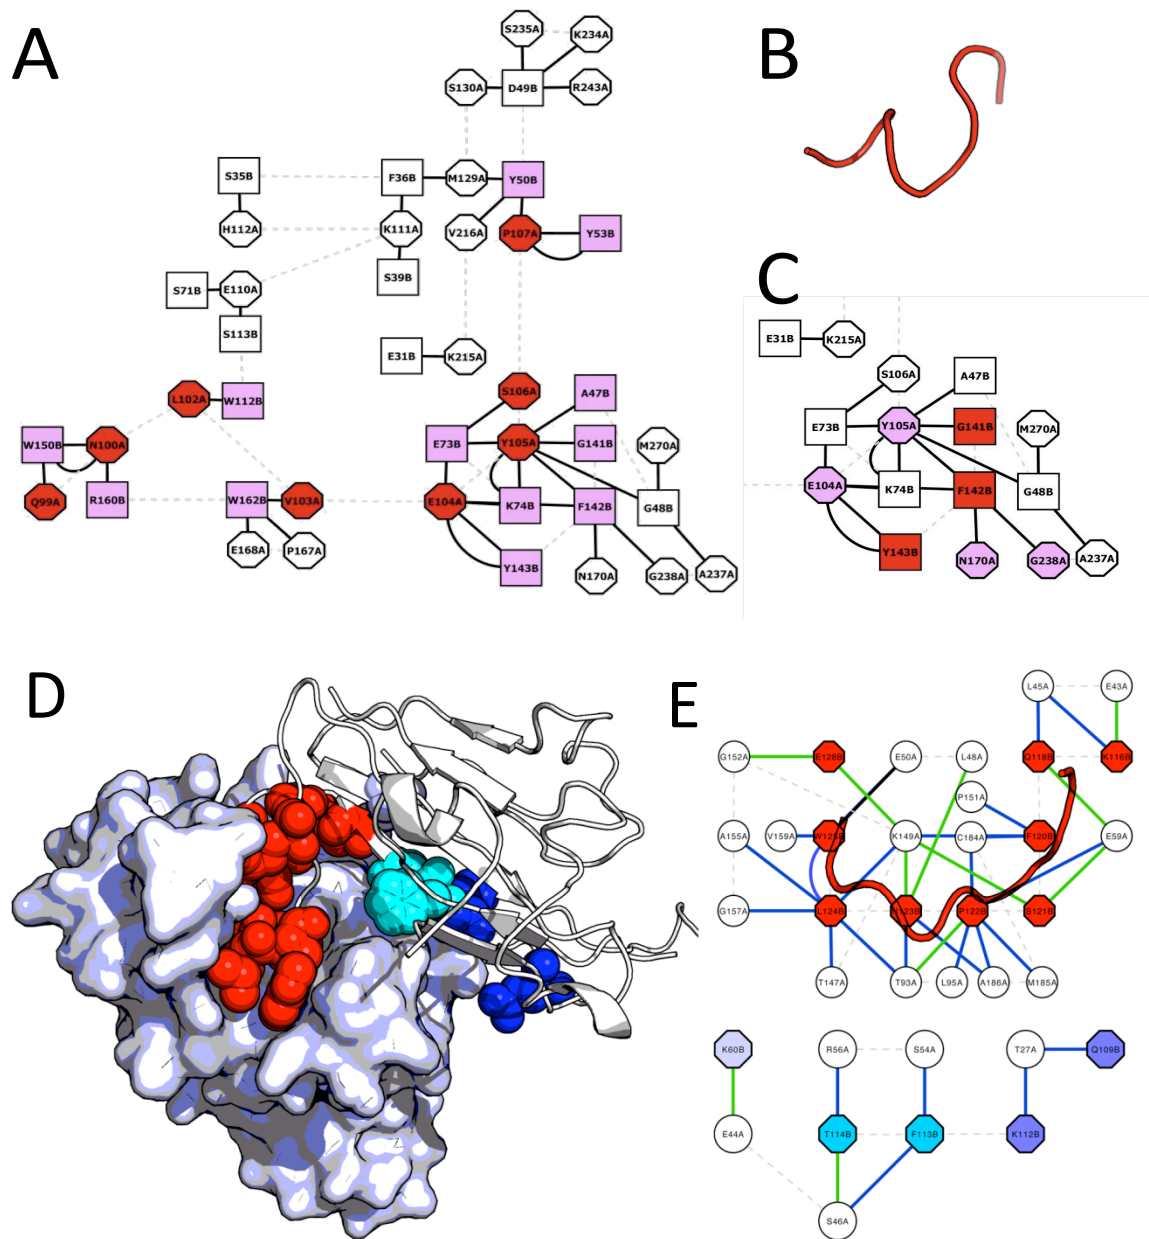 A
S235A
K234A
S130A
D49B
R243A
S35B
F36B
M129A
Y50B
H112A
K111A
V216A
P107A
Y53B
S71B
E110A
S39B
S113B
E31B
K215A
L102A
W112B
S106A
A47B
W150B
N100A
E73B
Y105A
G141B
M270A
Q99A
R160B
W162B
V103A
E104A
K74B
F142B
G48B
E168A
P167A
Y143B
N170A
G238A
A237A
B
C
E31B
K215A
S106A
A47B
E73B
Y105A
G141B
M270A
E104A
K74B
F142B
G48B
Y143B
N170A
G238A
A237A
D
E
L45A
E43A
G152A
E128B
E50A
L48A
Q118B
K116B
P151A
A155A
V159A
K149A
C184A
F120B
E59A
G157A
L124B
P122B
S121B
T147A
T93A
L95A
A186A
M185A
K60B
R56A
S54A
T27A
Q109B
E44A
T114B
F113B
K112B
S46A